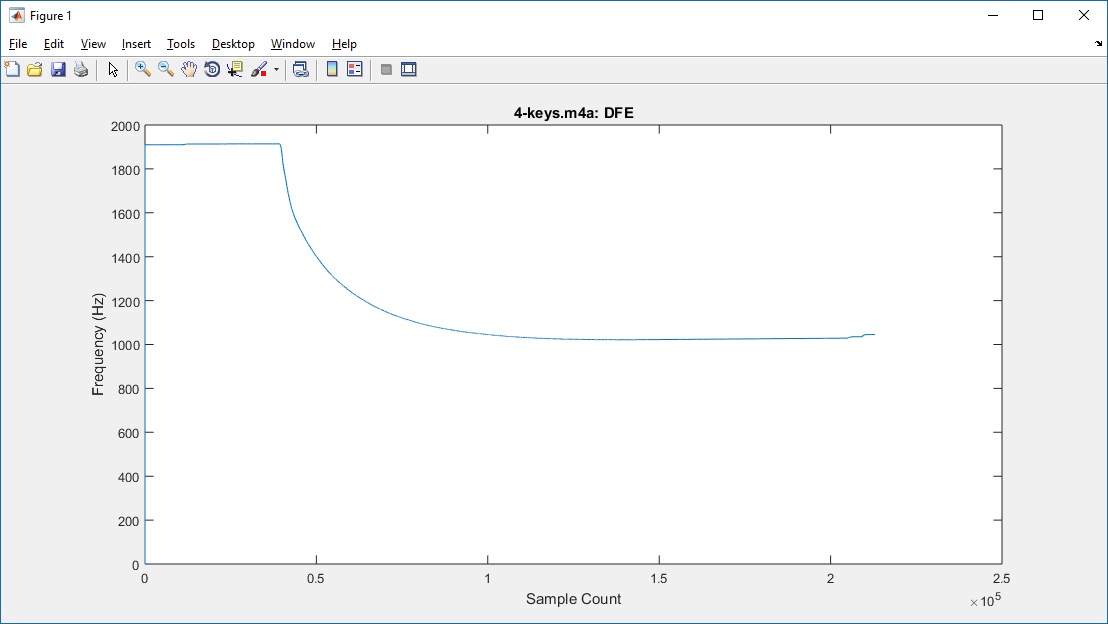 Figure 1
File Edit View Insert Tools Desktop Window Help
4-keys.m4a: DFE
2000
1800
1600
1400
1200
1000
800
600
400
200
0
Frequency (Hz)
0 0.5 1 1.5 2 2.5
Sample Count
× 10^5